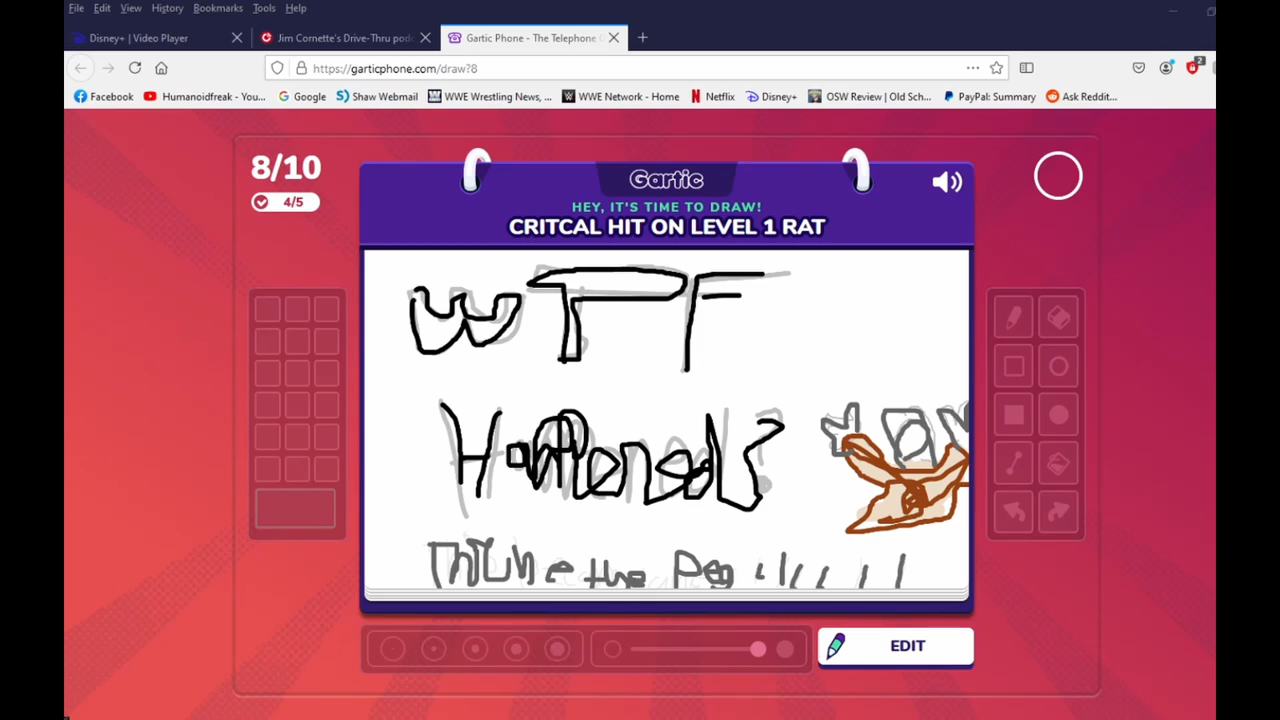 File Edit View History Bookmarks Tools Help
Disney+ | Video Player
Jim Cornette's Drive-Thru pod
Gartic Phone - The Telephone
https://garticphone.com/draw?8
Facebook
Humanoidfreak - You...
Google
Shaw Webmail
WWE Wrestling News, ...
WWE Network - Home
Netflix
Disney+
OSW Review | Old Sch...
PayPal: Summary
Ask Reddit...
2
8/10
4/5
Gartic
HEY, IT'S TIME TO DRAW!
CRITCAL HIT ON LEVEL 1 RAT
WTF
Happened?
the
EDIT